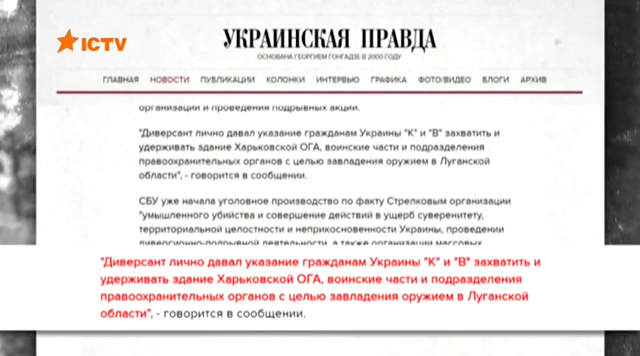 ICTV
УКРАИНСКАЯ ПРАВДА
ОСНОВАНА ГЕОРГИЕМ ГОНГАДЗЕ В 2000 ГОДУ
ГЛАВНАЯ НОВОСТИ ПУБЛИКАЦИИ КОЛОНКИ ИНТЕРВЬЮ ГРАФИКА ФОТО/ВИДЕО БЛОГИ АРХИВ
организации и проведения подрывных акций.
"Диверсант лично давал указание гражданам Украины "К" и "В" захватить и
удерживать здание Харьковской ОГА, воинские части и подразделения
правоохранительных органов с целью завладения оружием в Луганской
области", - говорится в сообщении.
СБУ уже начала уголовное производство по факту Стрелковым организации
"умышленного убийства и совершение действий в ущерб суверенитету,
территориальной целостности и неприкосновенности Украины, проведении
диверсионно-подрывной деятельности, а также организации массовых
"Диверсант лично давал указание гражданам Украины "К" и "В" захватить и
удерживать здание Харьковской ОГА, воинские части и подразделения
правоохранительных органов с целью завладения оружием в Луганской
области", - говорится в сообщении.